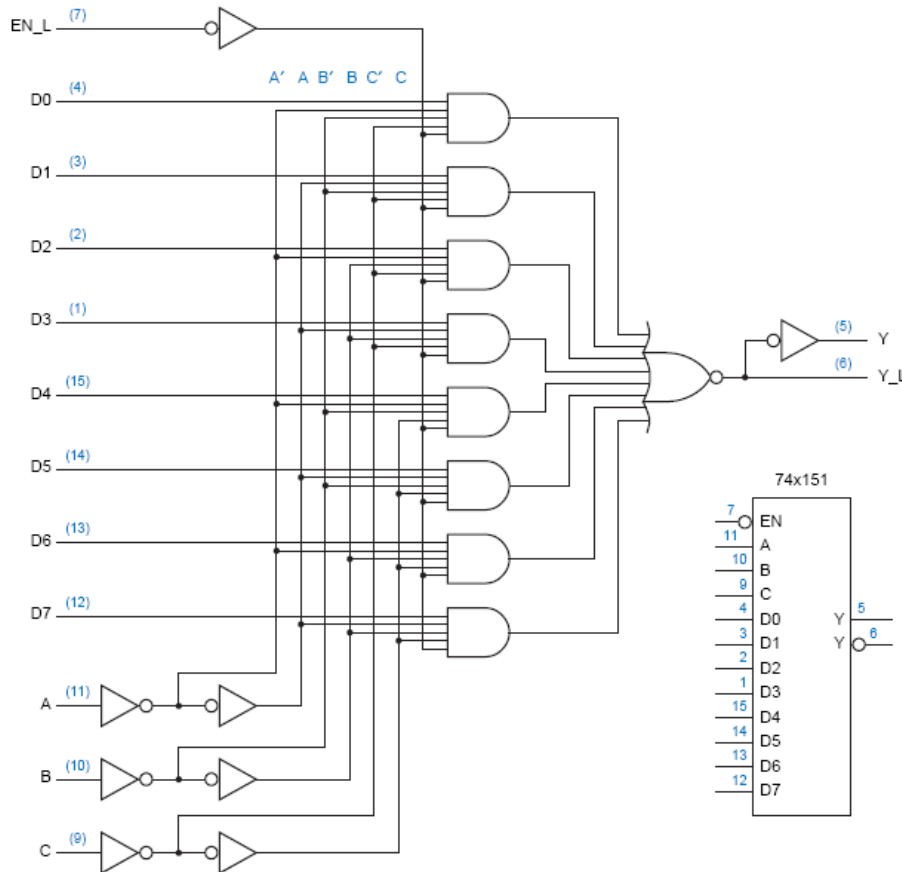 EN_L (7)
A′ A B′ B C′ C
D0 (4)
D1 (3)
D2 (2)
D3 (1)
D4 (15)
D5 (14)
D6 (13)
D7 (12)
A (11)
B (10)
C (9)
(5) Y
(6) Y_L
74x151
7 EN
11 A
10 B
9 C
4 D0 Y 5
3 D1 Y 6
2 D2
1 D3
15 D4
14 D5
13 D6
12 D7